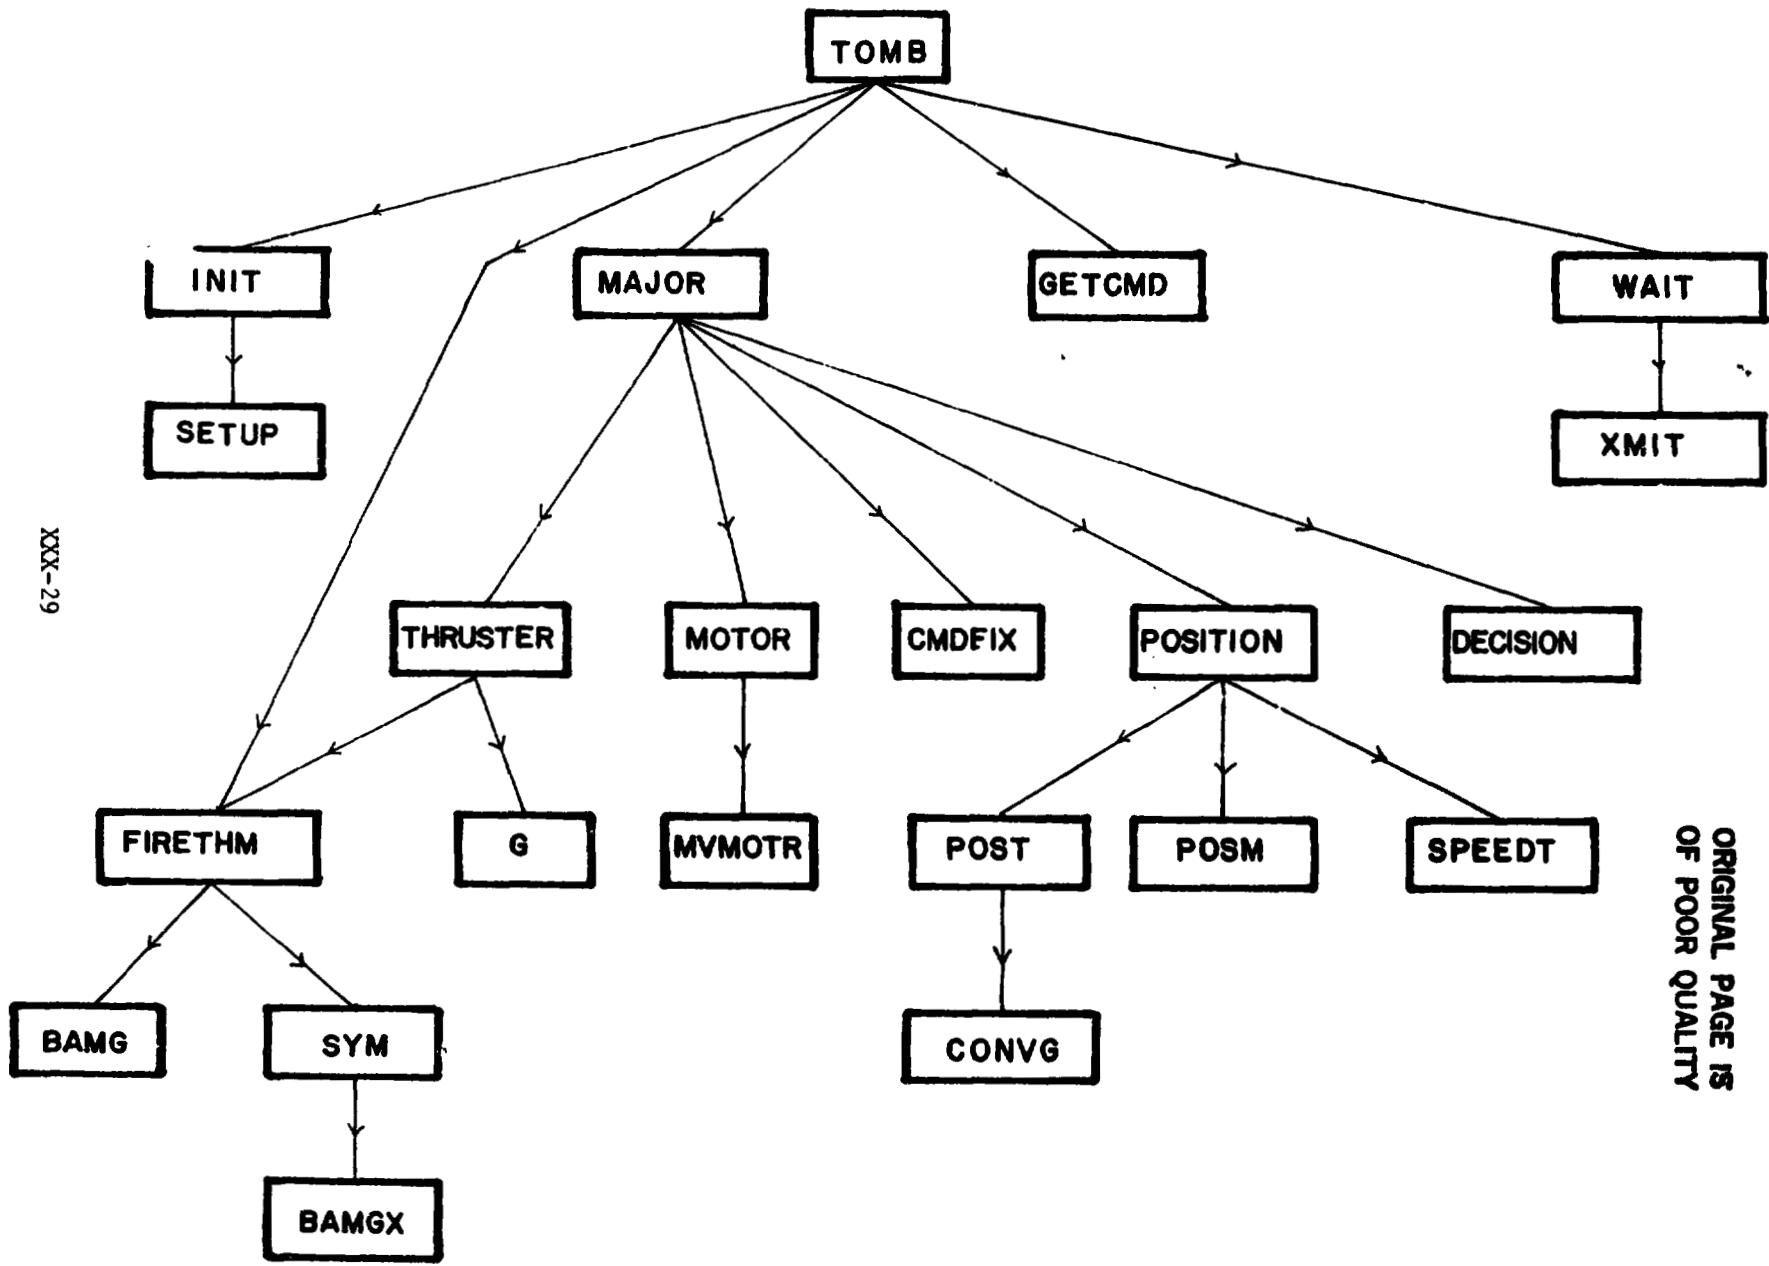 TOMB
INIT
MAJOR
GETCMD
WAIT
SETUP
XMIT
XXX-29
THRUSTER
MOTOR
CMDFIX
POSITION
DECISION
FIRETHM
G
MVMOTR
POST
POSM
SPEEDT
ORIGINAL PAGE IS
OF POOR QUALITY
BAMG
SYM
CONVG
BAMGX